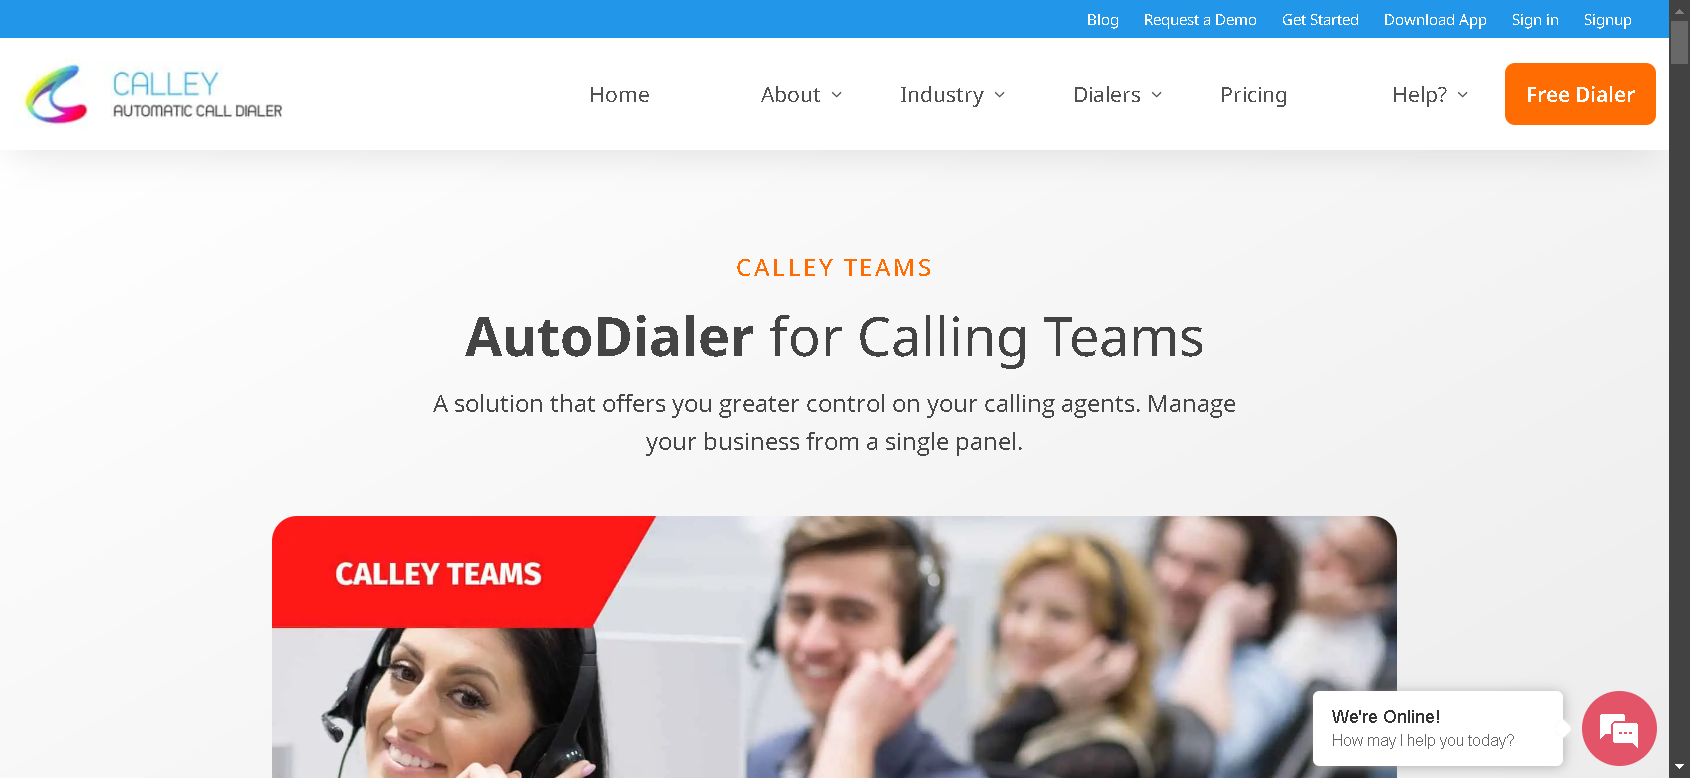 Blog Request a Demo Get Started Download App Sign in Signup
CALLEY
AUTOMATIC CALL DIALER
Home About Industry Dialers Pricing Help? Free Dialer
CALLEY TEAMS
AutoDialer for Calling Teams
A solution that offers you greater control on your calling agents. Manage
your business from a single panel.
CALLEY TEAMS
We're Online!
How may I help you today?